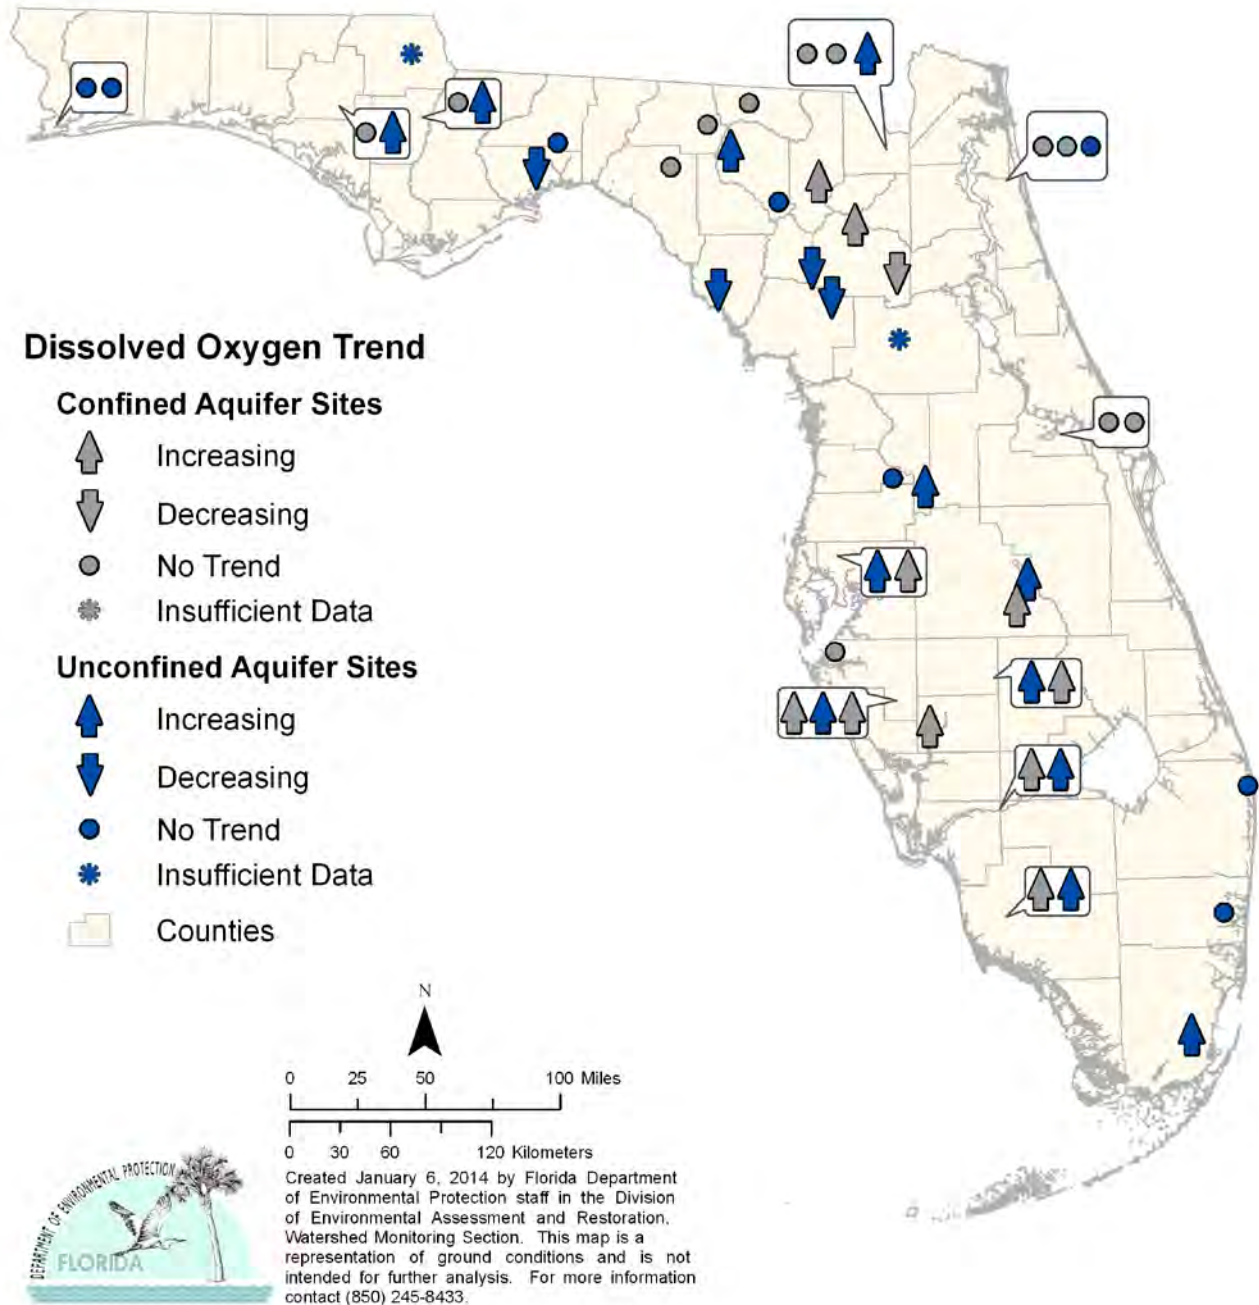 Dissolved Oxygen Trend
Confined Aquifer Sites
Increasing
Decreasing
No Trend
Insufficient Data
Unconfined Aquifer Sites
Increasing
Decreasing
No Trend
Insufficient Data
Counties
N
0 25 50 100 Miles
0 30 60 120 Kilometers
DEPARTMENT OF ENVIRONMENTAL PROTECTION
FLORIDA
Created January 6, 2014 by Florida Department
of Environmental Protection staff in the Division
of Environmental Assessment and Restoration,
Watershed Monitoring Section. This map is a
representation of ground conditions and is not
intended for further analysis. For more information
contact (850) 245-8433.